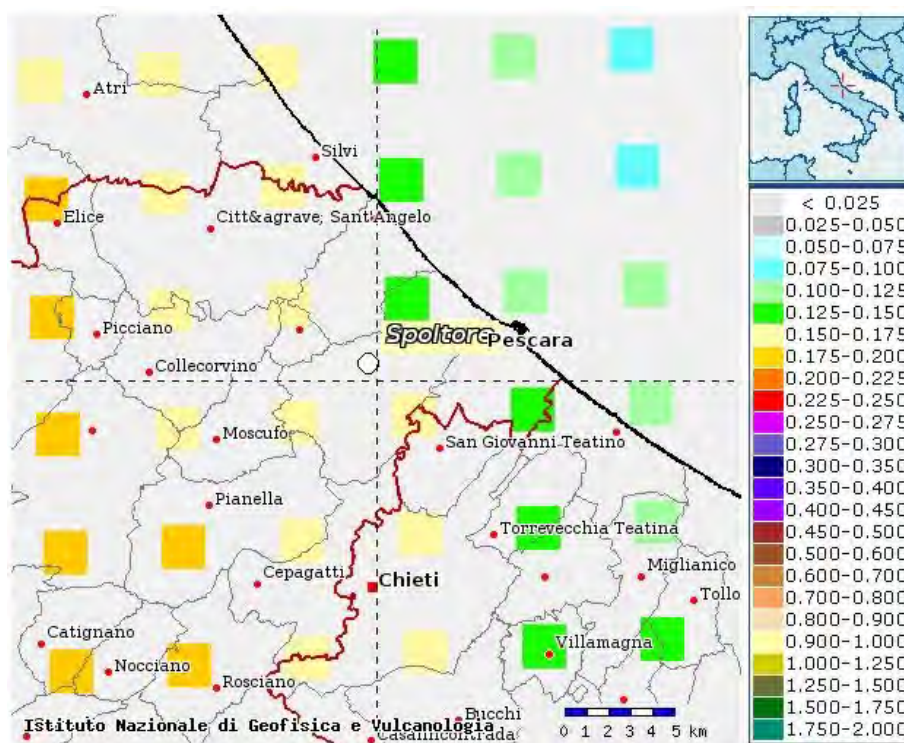 Atri
Silvi
Elice
Citt&agrave; Sant'Angelo
Picciano
Spoltore
Pescara
Collecorvino
Moscufo
San Giovanni Teatino
Pianella
Torrevecchia Teatina
Cepagatti
Chieti
Miglianico
Tollo
Catignano
Villamagna
Nocciano
Rosciano
Bucchi
Istituto Nazionale di Geofisica e Vulcanologia
Casalincontrada
0 1 2 3 4 5 km
< 0.025
0.025-0.050
0.050-0.075
0.075-0.100
0.100-0.125
0.125-0.150
0.150-0.175
0.175-0.200
0.200-0.225
0.225-0.250
0.250-0.275
0.275-0.300
0.300-0.350
0.350-0.400
0.400-0.450
0.450-0.500
0.500-0.600
0.600-0.700
0.700-0.800
0.800-0.900
0.900-1.000
1.000-1.250
1.250-1.500
1.500-1.750
1.750-2.000